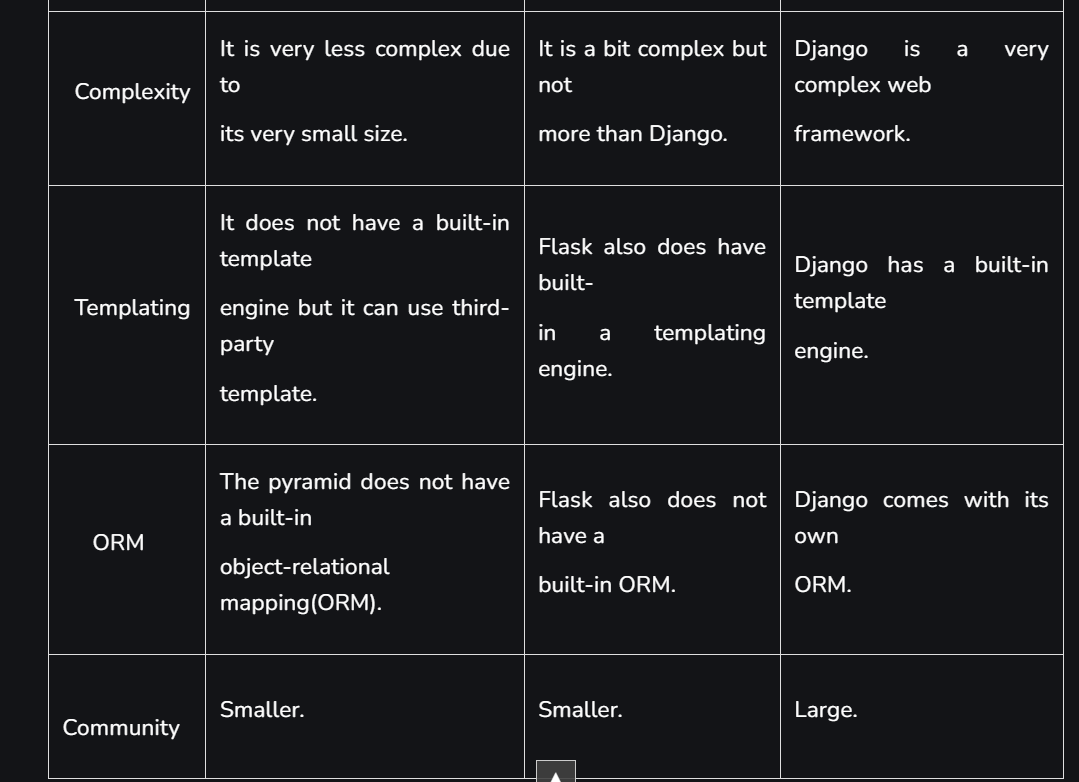 Complexity
It is very less complex due
to
its very small size.
It is a bit complex but
not
more than Django.
Django is a very
complex web
framework.
Templating
It does not have a built-in
template
engine but it can use third-
party
template.
Flask also does have
built-
in a templating
engine.
Django has a built-in
template
engine.
ORM
The pyramid does not have
a built-in
object-relational
mapping(ORM).
Flask also does not
have a
built-in ORM.
Django comes with its
own
ORM.
Community
Smaller.
Smaller.
Large.